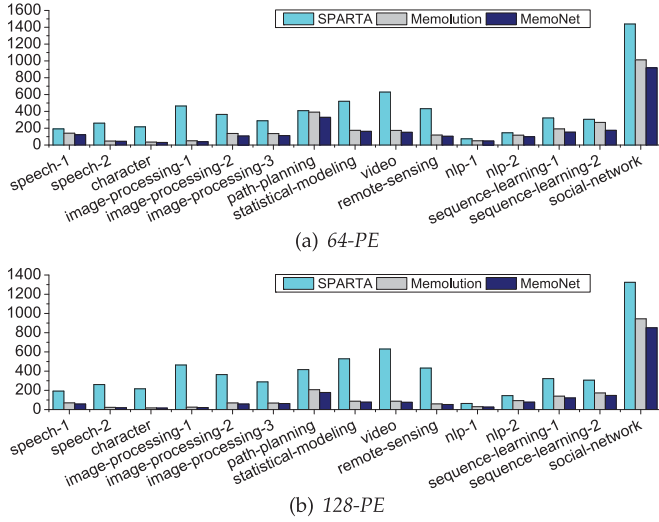 1600
1400
1200
1000
800
600
400
200
0
SPARTA Memolution MemoNet
speech-1
speech-2
character
image-processing-1
image-processing-2
image-processing-3
path-planning
statistical-modeling
video
remote-sensing
nlp-1
nlp-2
sequence-learning-1
sequence-learning-2
social-network
(a) 64-PE
1400
1200
1000
800
600
400
200
0
SPARTA Memolution MemoNet
speech-1
speech-2
character
image-processing-1
image-processing-2
image-processing-3
path-planning
statistical-modeling
video
remote-sensing
nlp-1
nlp-2
sequence-learning-1
sequence-learning-2
social-network
(b) 128-PE